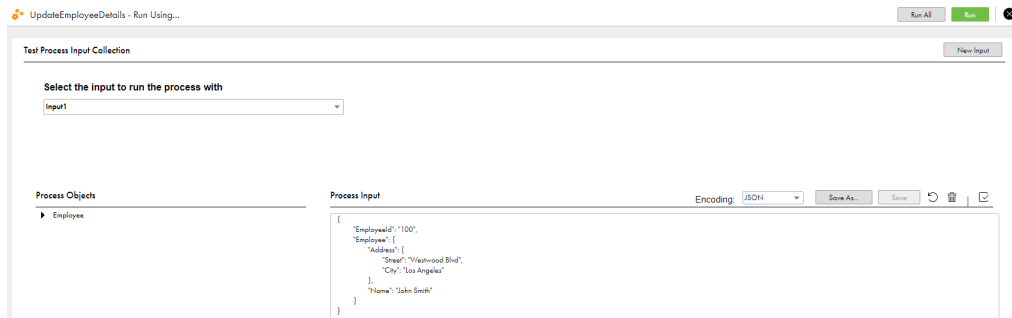 UpdateEmployeeDetails - Run Using...
Run All
Run
Test Process Input Collection
New Input
Select the input to run the process with
Input1
Process Objects
Process Input
Encoding:
JSON
Save As...
Save
Employee
{
"EmployeeId": "100",
"Employee": {
"Address": {
"Street": "Westwood Blvd",
"City": "Los Angeles"
},
"Name": "John Smith"
}
}